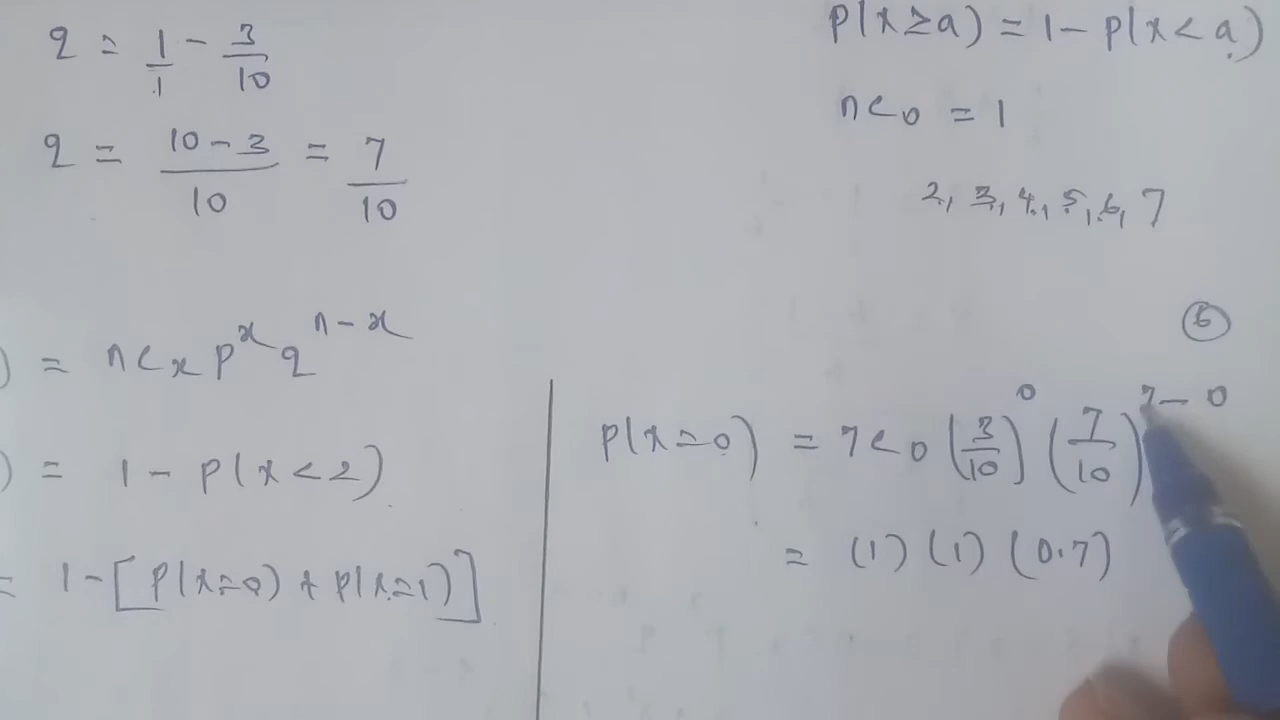 q = 1/1 - 3/10
q = 10-3/10 = 7/10
) = ncₓ pˣ qⁿ⁻ˣ
) = 1 - p(x<2)
= 1 - [p(x=0) + p(x=1)]
p(x≥a) = 1 - p(x<a)
nc₀ = 1
2, 3, 4, 5, 6, 7
6
p(x=0) = 7c₀ (3/10)⁰ (7/10)⁷⁻⁰
= (1) (1) (0.7)